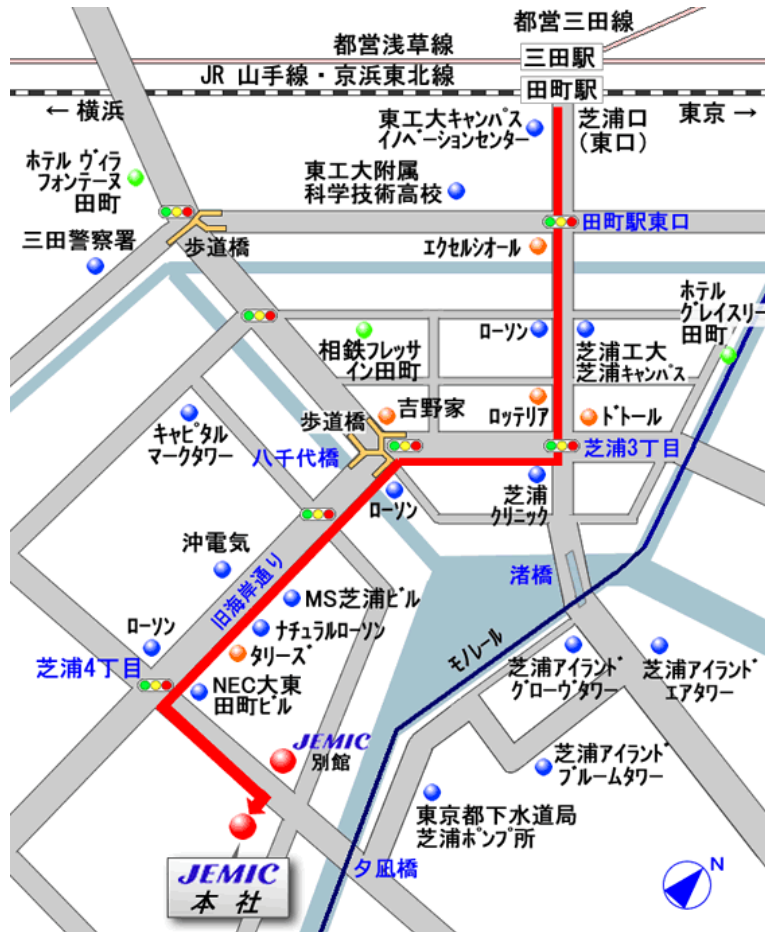 都営三田線
都営浅草線
三田駅
JR 山手線・京浜東北線
田町駅
← 横浜
東工大キャンパス
イノベーションセンター
芝浦口
(東口)
東京 →
ホテル ヴィラ
フォンテーヌ
田町
東工大附属
科学技術高校
田町駅東口
三田警察署
歩道橋
エクセルシオール
ホテル
グレイスリー
田町
ローソン
相鉄フレッサ
イン田町
芝浦工大
芝浦キャンパス
吉野家
ロッテリア
ドトール
歩道橋
キャピタル
マークタワー
八千代橋
芝浦3丁目
ローソン
芝浦
クリニック
沖電気
旧海岸通り
渚橋
MS芝浦ビル
ローソン
ナチュラルローソン
タリーズ
モノレール
芝浦4丁目
芝浦アイランド
グローヴタワー
芝浦アイランド
エアタワー
NEC大東
田町ビル
JEMIC
別館
芝浦アイランド
ブルームタワー
東京都下水道局
芝浦ポンプ所
夕凪橋
JEMIC
本 社
N